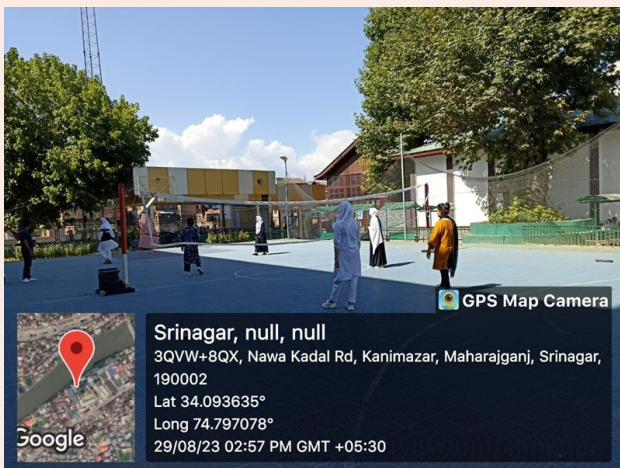 GPS Map Camera
Srinagar, null, null
3QVW+8QX, Nawa Kadal Rd, Kanimazar, Maharajganj, Srinagar,
190002
Lat 34.093635°
Long 74.797078°
29/08/23 02:57 PM GMT +05:30
Google